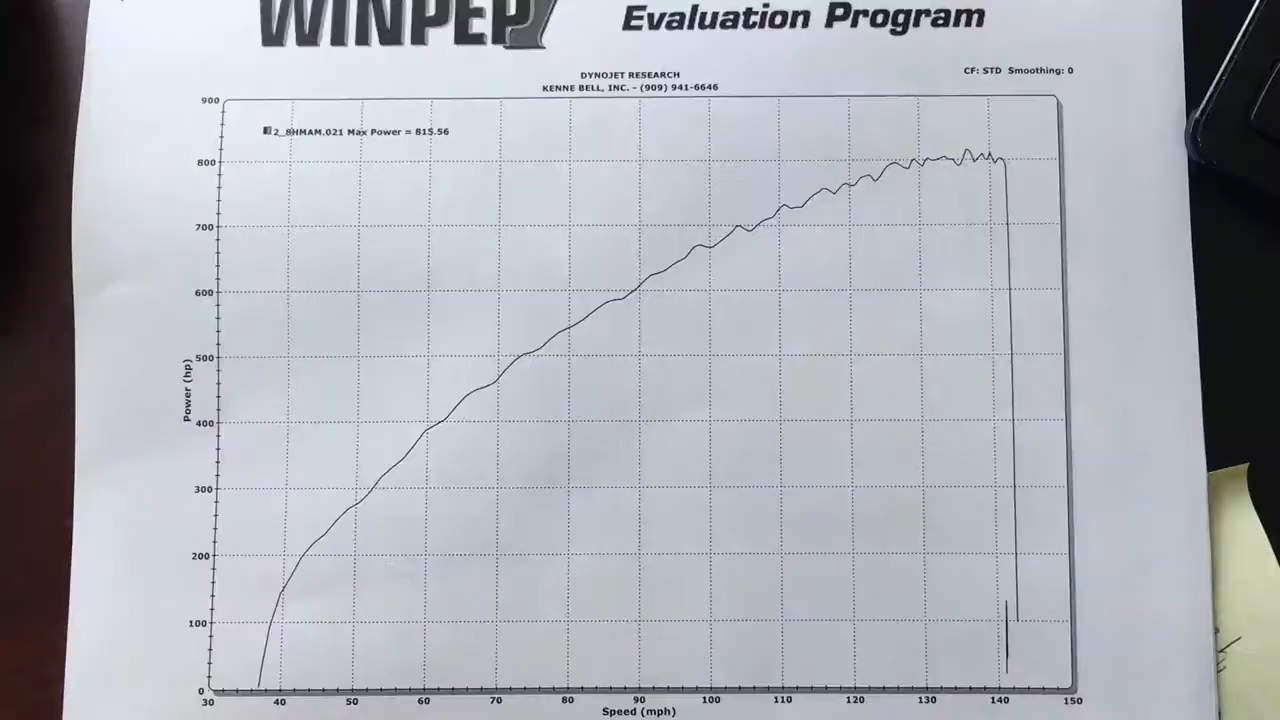 WINPEP7
Evaluation Program
CF: STD Smoothing: 0
DYNOJET RESEARCH
KENNE BELL, INC. - (909) 941-6646
2_8HMAM.021 Max Power = 815.56
900
800
700
600
500
400
300
200
100
0
Power (hp)
30 40 50 60 70 80 90 100 110 120 130 140 150
Speed (mph)